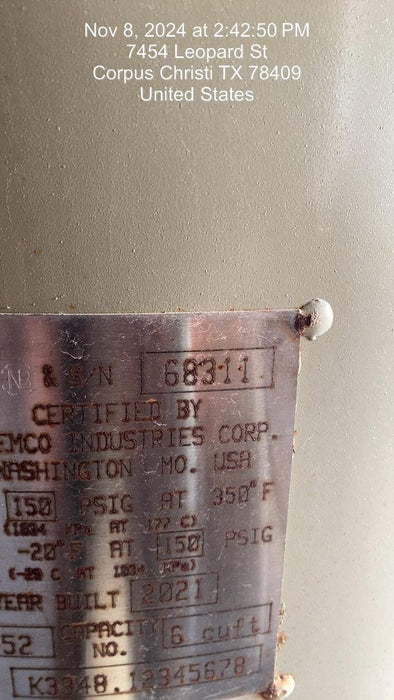 Nov 8, 2024 at 2:42:50 PM
7454 Leopard St
Corpus Christi TX 78409
United States
NB & S/N 68311
CERTIFIED BY
EMCO INDUSTRIES CORP.
WASHINGTON MO. USA
150 PSIG AT 350°F
(1034 KPa AT 177 C)
-20°F AT 150 PSIG
(-29 C AT 1034 KPa)
YEAR BUILT 2021
52 CAPACITY 6 cuft
NO.
K3348.12345678